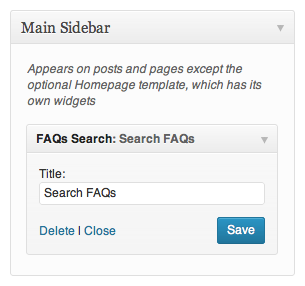 Main Sidebar
Appears on posts and pages except the
optional Homepage template, which has its
own widgets
FAQs Search: Search FAQs
Title:
Search FAQs
Delete | Close
Save